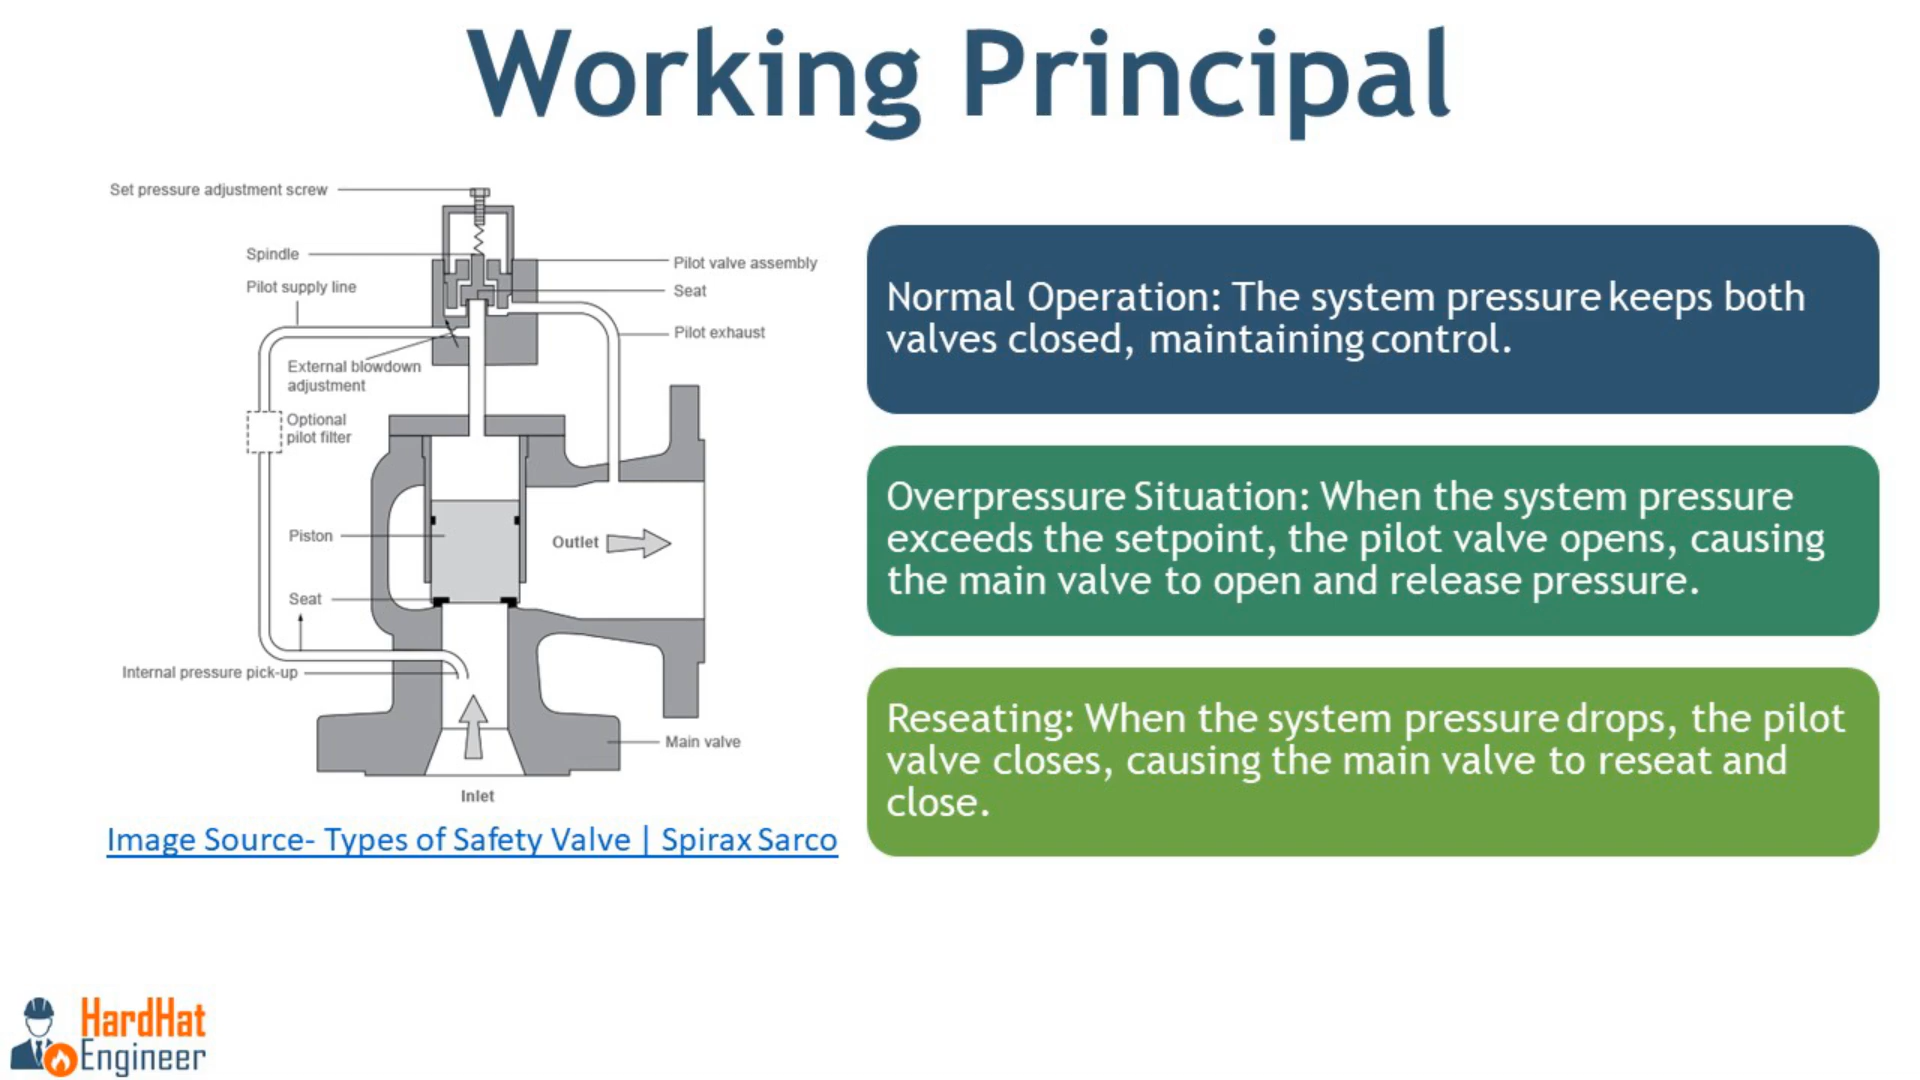 Working Principal
Set pressure adjustment screw
Spindle
Pilot supply line
Pilot valve assembly
Seat
Pilot exhaust
External blowdown
adjustment
Optional
pilot filter
Piston
Outlet
Seat
Internal pressure pick-up
Main valve
Inlet
Image Source- Types of Safety Valve | Spirax Sarco
Normal Operation: The system pressure keeps both
valves closed, maintaining control.
Overpressure Situation: When the system pressure
exceeds the setpoint, the pilot valve opens, causing
the main valve to open and release pressure.
Reseating: When the system pressure drops, the pilot
valve closes, causing the main valve to reseat and
close.
HardHat
Engineer